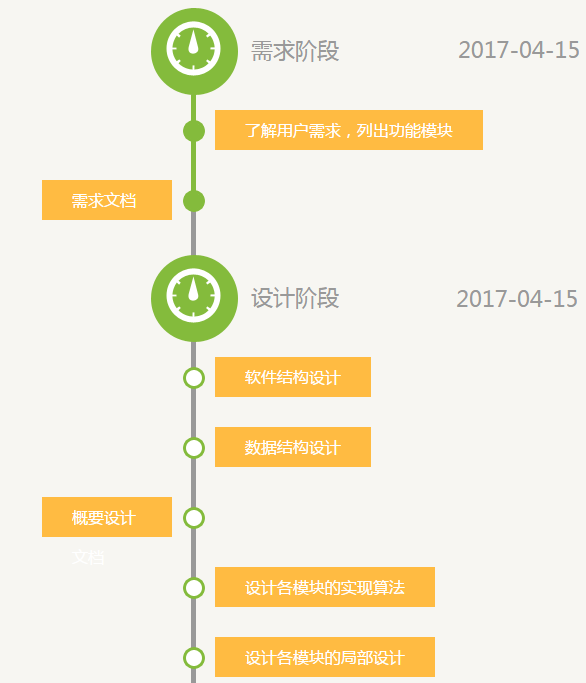 需求阶段
2017-04-15
了解用户需求，列出功能模块
需求文档
设计阶段
2017-04-15
软件结构设计
数据结构设计
概要设计
文档
设计各模块的实现算法
设计各模块的局部设计